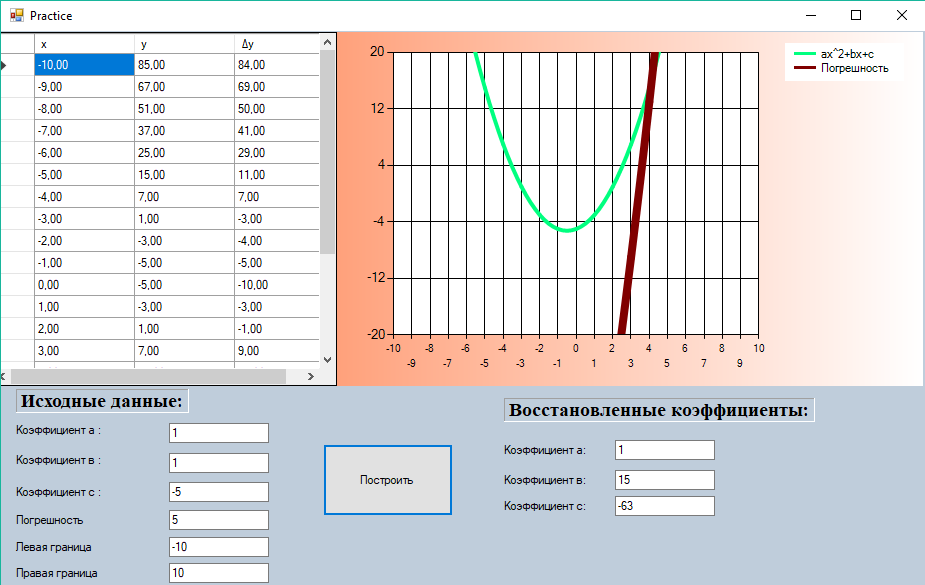 Practice
x y Δy
-10,00 85,00 84,00
-9,00 67,00 69,00
-8,00 51,00 50,00
-7,00 37,00 41,00
-6,00 25,00 29,00
-5,00 15,00 11,00
-4,00 7,00 7,00
-3,00 1,00 -3,00
-2,00 -3,00 -4,00
-1,00 -5,00 -5,00
0,00 -5,00 -10,00
1,00 -3,00 -3,00
2,00 1,00 -1,00
3,00 7,00 9,00
20
12
4
-4
-12
-20
-10 -8 -6 -4 -2 0 2 4 6 8 10
-9 -7 -5 -3 -1 1 3 5 7 9
ax^2+bx+c
Погрешность
Исходные данные:
Коэффициент а : 1
Коэффициент в : 1
Коэффициент с : -5
Погрешность 5
Левая граница -10
Правая граница 10
Построить
Восстановленные коэффициенты:
Коэффициент а: 1
Коэффициент в: 15
Коэффициент с: -63